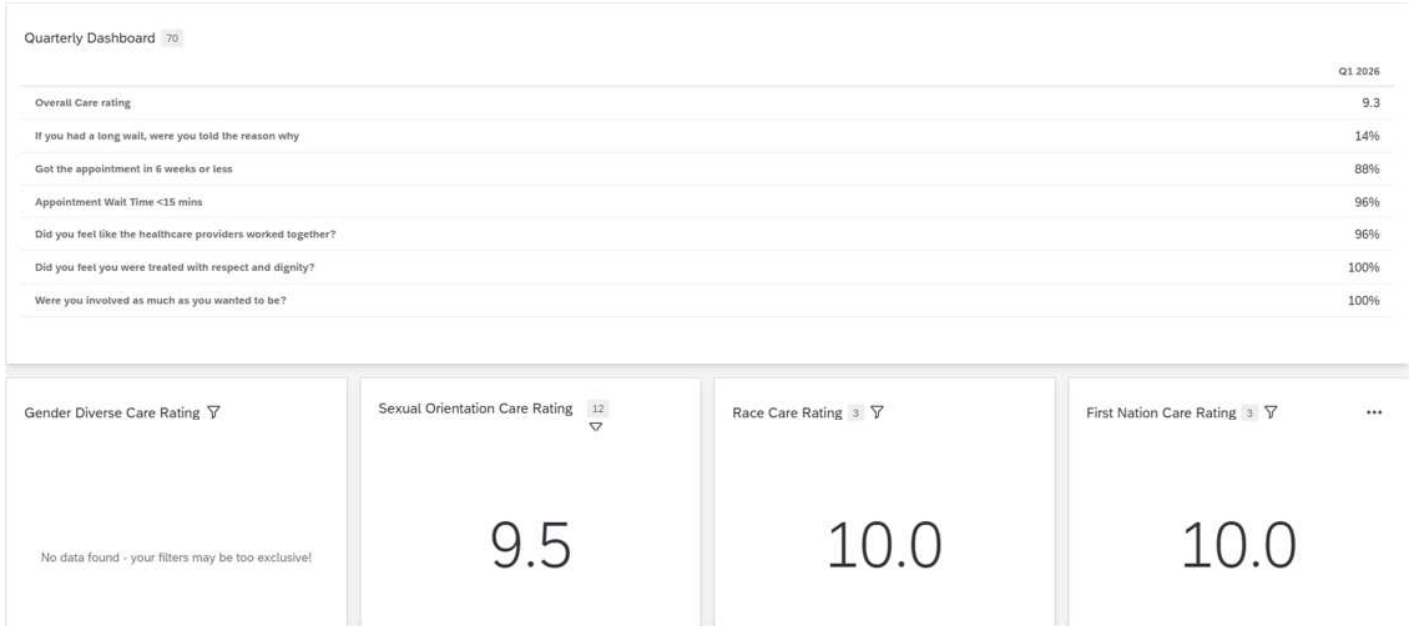 Quarterly Dashboard 70
Q1 2026
Overall Care rating 9.3
If you had a long wait, were you told the reason why 14%
Got the appointment in 6 weeks or less 88%
Appointment Wait Time <15 mins 96%
Did you feel like the healthcare providers worked together? 96%
Did you feel you were treated with respect and dignity? 100%
Were you involved as much as you wanted to be? 100%
Gender Diverse Care Rating
No data found - your filters may be too exclusive!
Sexual Orientation Care Rating 12
9.5
Race Care Rating 3
10.0
First Nation Care Rating 3
10.0